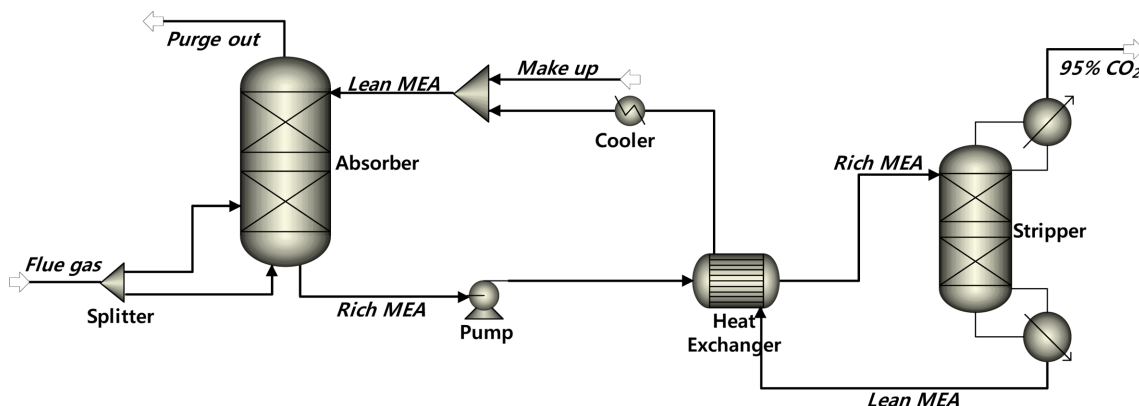 Purge out
Lean MEA
Make up
Cooler
Absorber
95% CO₂
Rich MEA
Stripper
Flue gas
Splitter
Rich MEA
Pump
Heat
Exchanger
Lean MEA